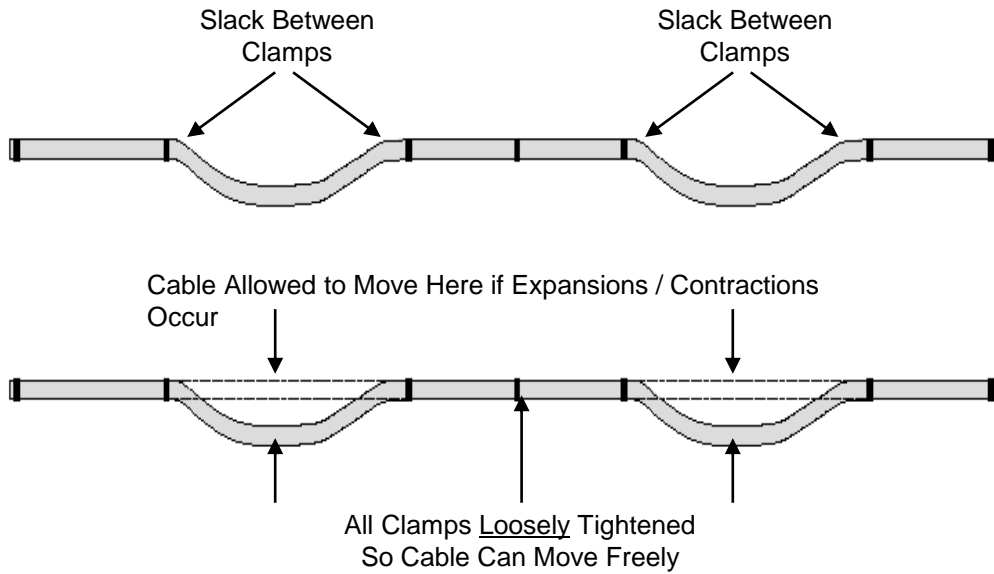 Slack Between
Clamps
Slack Between
Clamps
Cable Allowed to Move Here if Expansions / Contractions
Occur
All Clamps Loosely Tightened
So Cable Can Move Freely